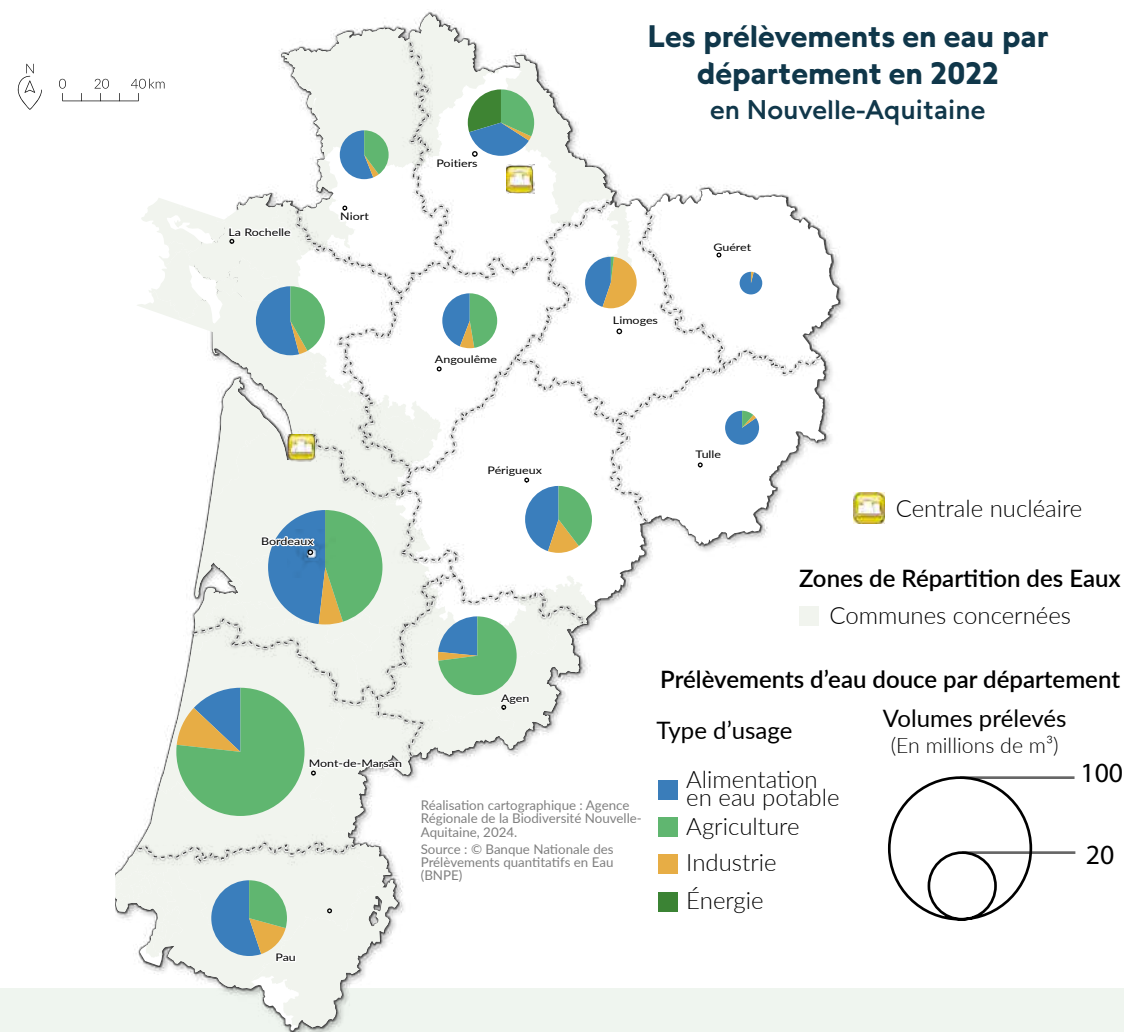 Les prélèvements en eau par
département en 2022
en Nouvelle-Aquitaine
N
0 20 40 km
Poitiers
Niort
La Rochelle
Guéret
Limoges
Angoulême
Tulle
Périgueux
Bordeaux
Agen
Mont-de-Marsan
Pau
Centrale nucléaire
Zones de Répartition des Eaux
Communes concernées
Prélèvements d'eau douce par département
Type d'usage
Alimentation
en eau potable
Agriculture
Industrie
Énergie
Volumes prélevés
(En millions de m³)
100
20
Réalisation cartographique : Agence
Régionale de la Biodiversité Nouvelle-
Aquitaine, 2024.
Source : © Banque Nationale des
Prélèvements quantitatifs en Eau
(BNPE)